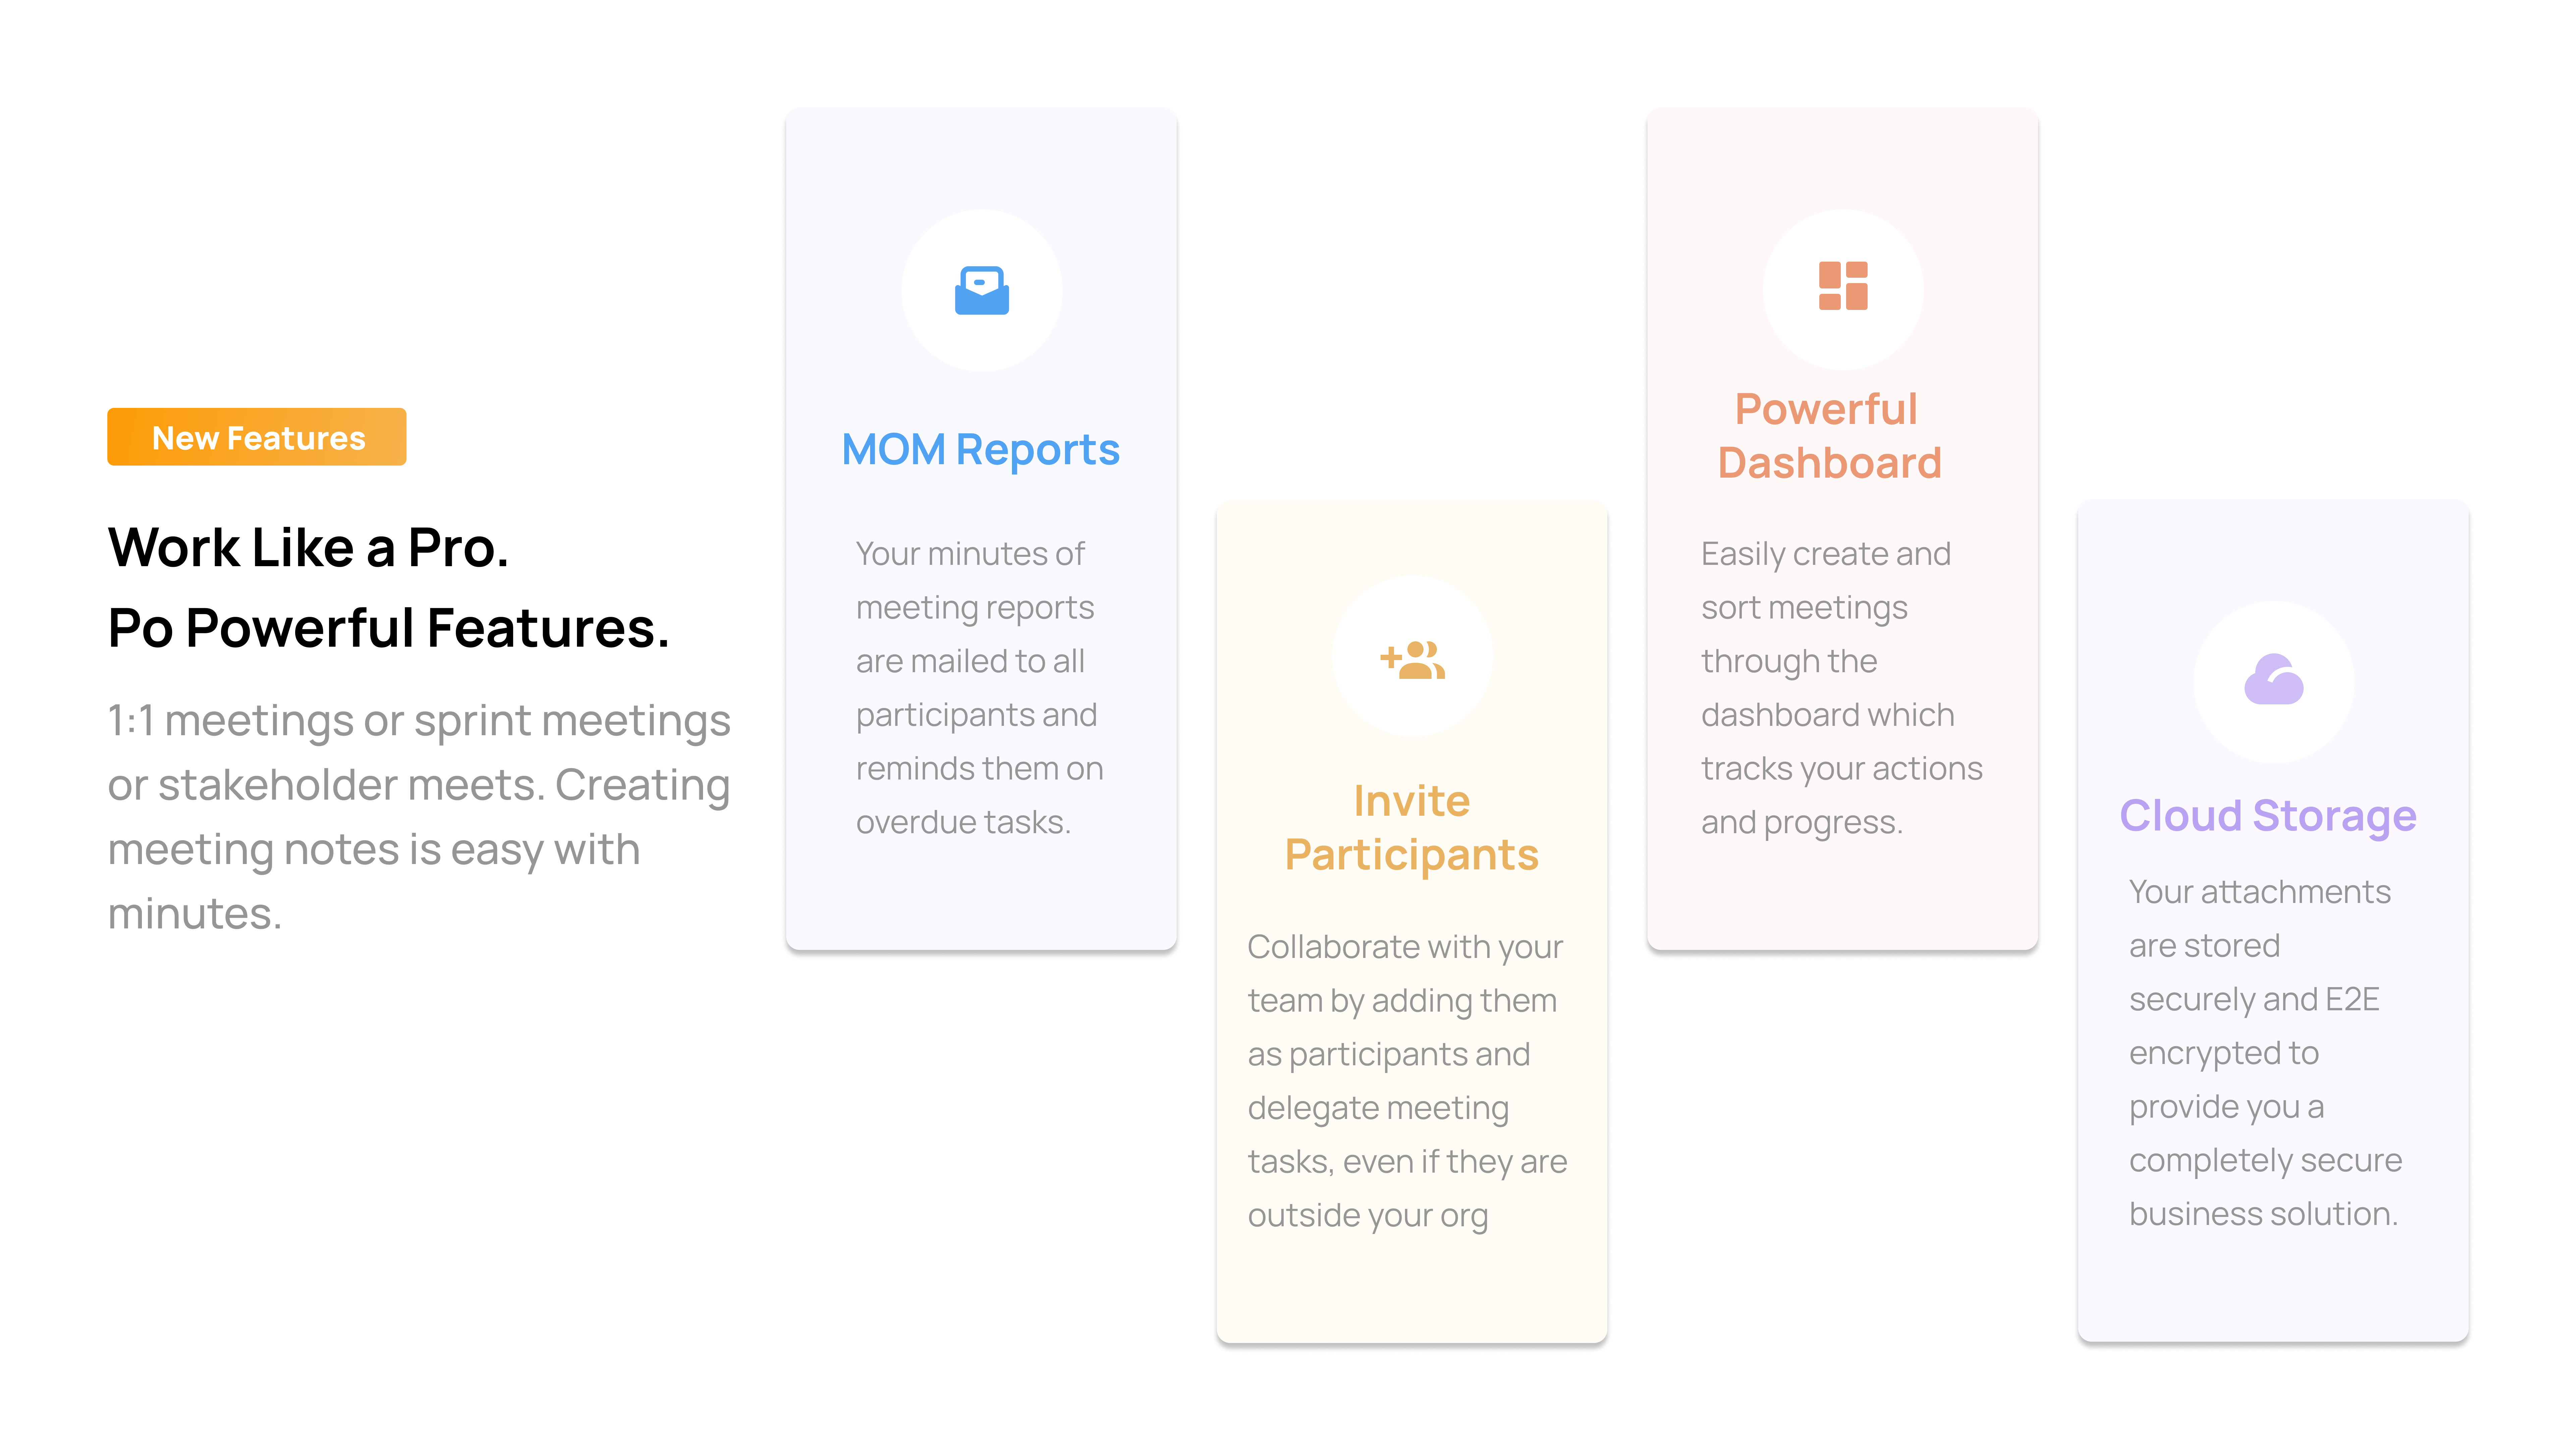 New Features
Work Like a Pro.
Po Powerful Features.
1:1 meetings or sprint meetings
or stakeholder meets. Creating
meeting notes is easy with
minutes.
MOM Reports
Your minutes of
meeting reports
are mailed to all
participants and
reminds them on
overdue tasks.
Invite
Participants
Collaborate with your
team by adding them
as participants and
delegate meeting
tasks, even if they are
outside your org
Powerful
Dashboard
Easily create and
sort meetings
through the
dashboard which
tracks your actions
and progress.
Cloud Storage
Your attachments
are stored
securely and E2E
encrypted to
provide you a
completely secure
business solution.